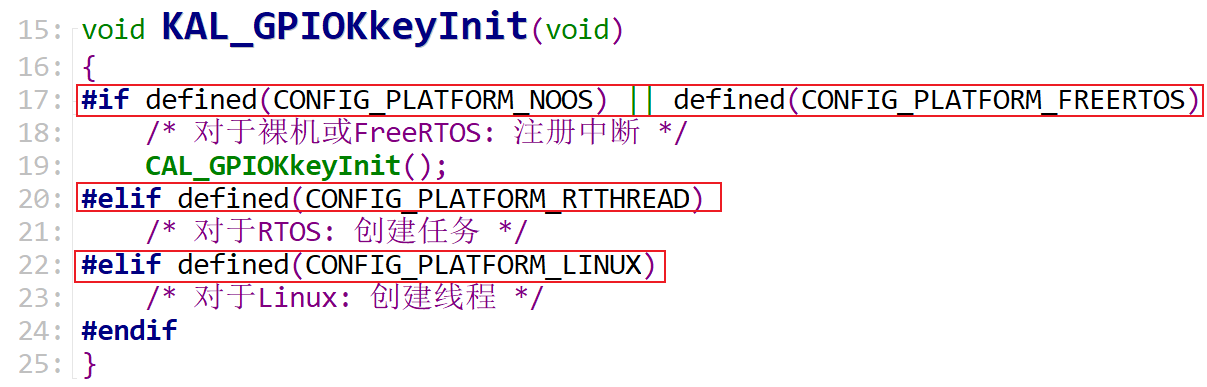 15: void KAL_GPIOKkeyInit(void)
16: {
17: #if defined(CONFIG_PLATFORM_NOOS) || defined(CONFIG_PLATFORM_FREERTOS)
18: /* 对于裸机或FreeRTOS: 注册中断 */
19: CAL_GPIOKkeyInit();
20: #elif defined(CONFIG_PLATFORM_RTTHREAD)
21: /* 对于RTOS: 创建任务 */
22: #elif defined(CONFIG_PLATFORM_LINUX)
23: /* 对于Linux: 创建线程 */
24: #endif
25: }